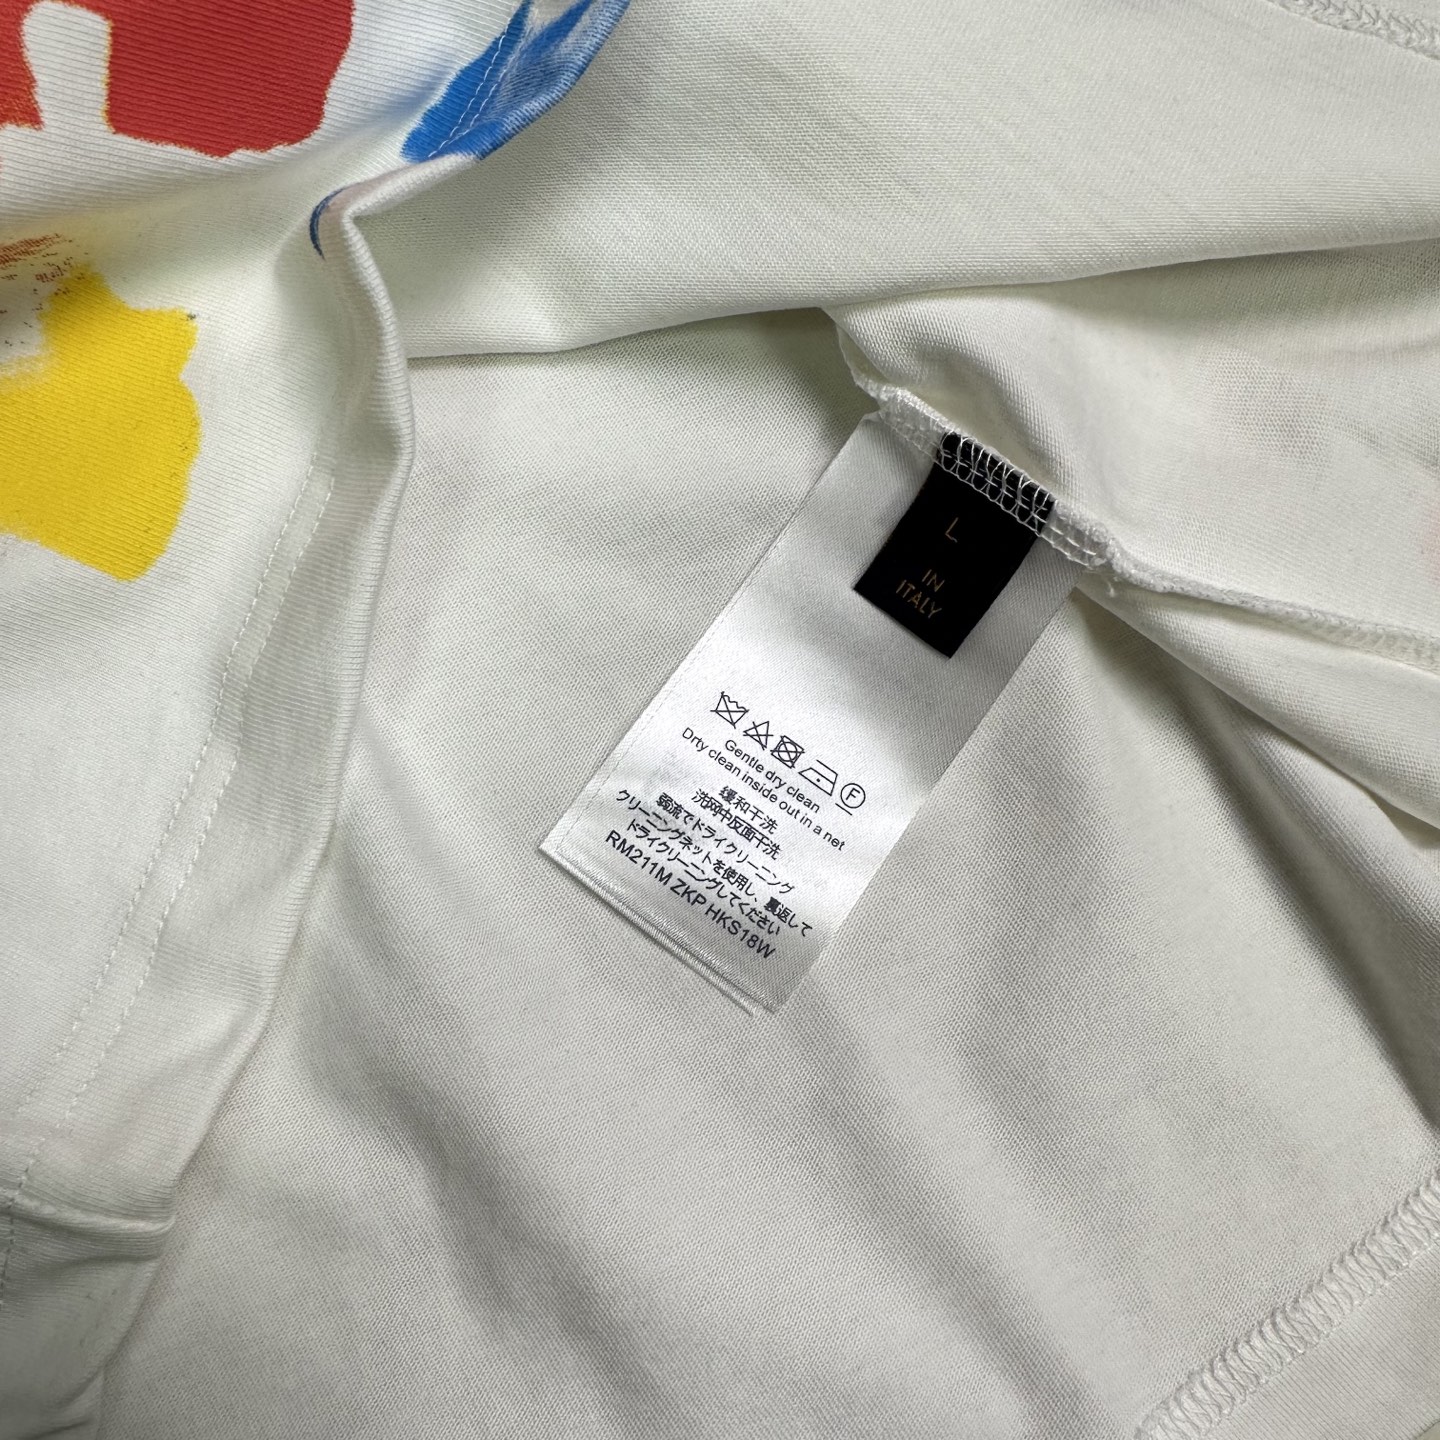 L
IN
ITALY
F
Gentle dry clean
Drty clean inside out in a net
缓和干洗
洗网中反面干洗
弱流でドライクリーニング
クリーニングネットを使用し、裏返して
ドライクリーニングしてください
RM211M ZKP HKS18W